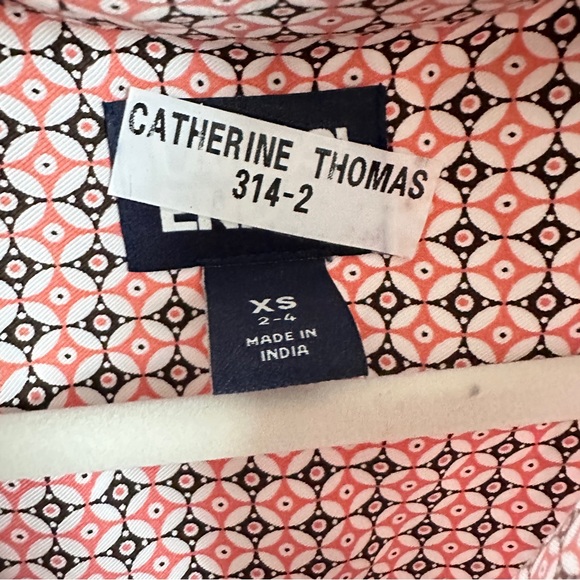 CATHERINE THOMAS
314-2
XS
2-4
MADE IN
INDIA